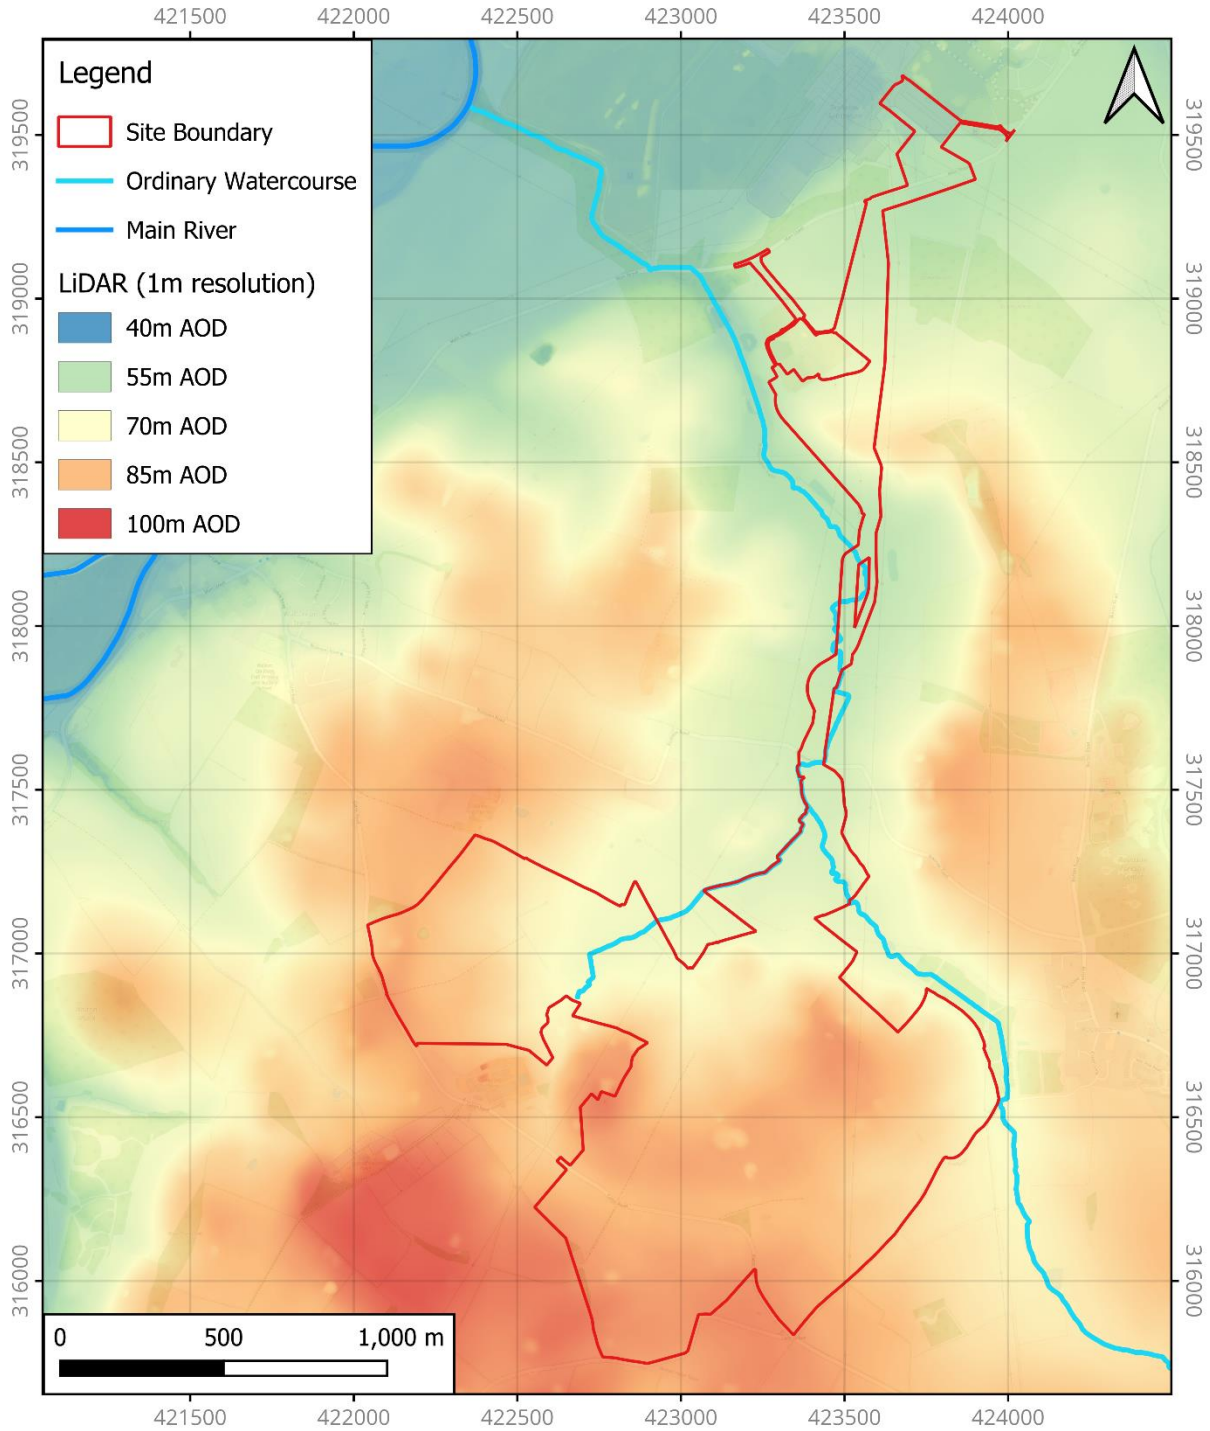 421500 422000 422500 423000 423500 424000
Legend
Site Boundary
Ordinary Watercourse
Main River
LiDAR (1m resolution)
40m AOD
55m AOD
70m AOD
85m AOD
100m AOD
319500 319500
319000 319000
318500 318500
318000 318000
317500 317500
317000 317000
316500 316500
316000 316000
0 500 1,000 m
421500 422000 422500 423000 423500 424000